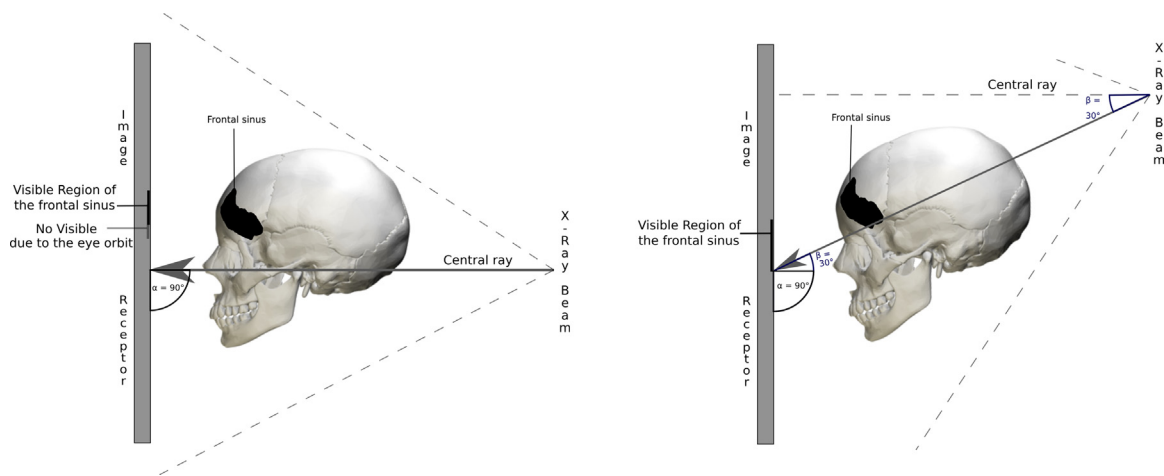 Image
Receptor
Frontal sinus
Visible Region of
the frontal sinus
No Visible
due to the eye orbit
α = 90°
Central ray
X-Ray Beam
Image
Receptor
Frontal sinus
Visible Region of
the frontal sinus
β =
30°
α = 90°
Central ray
β =
30°
X-Ray Beam